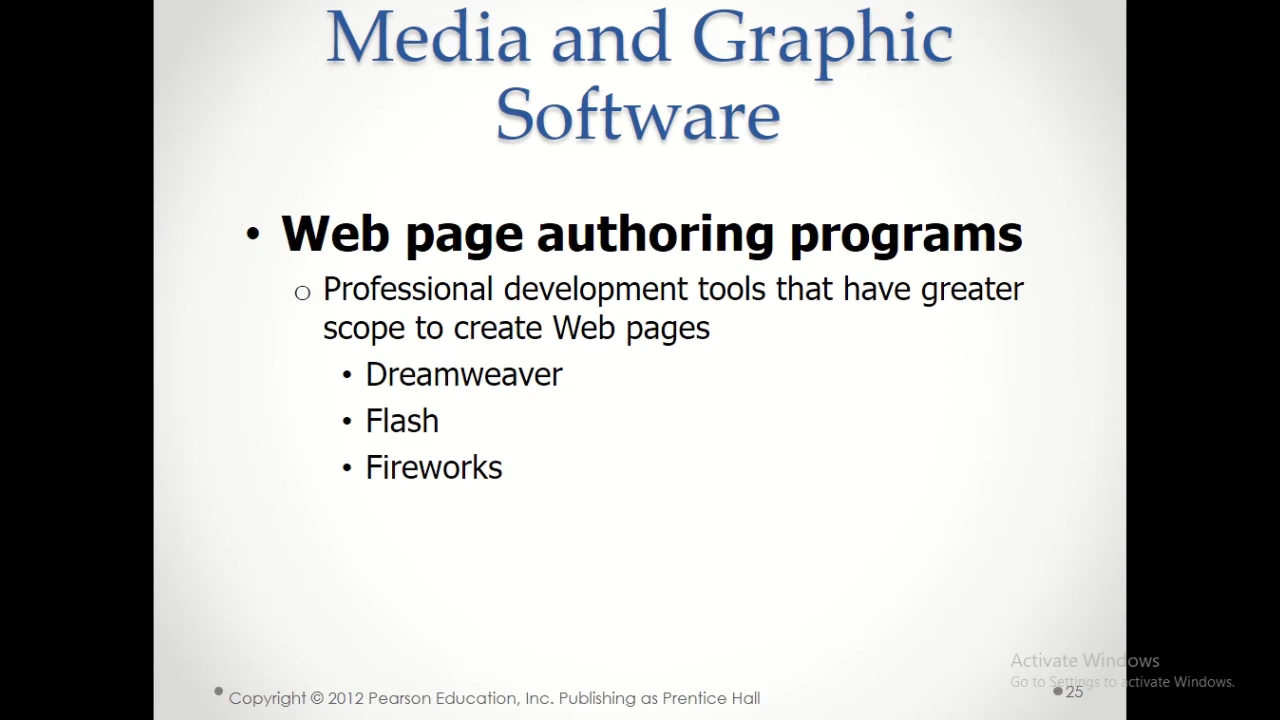 Media and Graphic
Software
• Web page authoring programs
o Professional development tools that have greater
scope to create Web pages
• Dreamweaver
• Flash
• Fireworks
Activate Windows
Go to Settings to activate Windows.
• Copyright © 2012 Pearson Education, Inc. Publishing as Prentice Hall
• 25